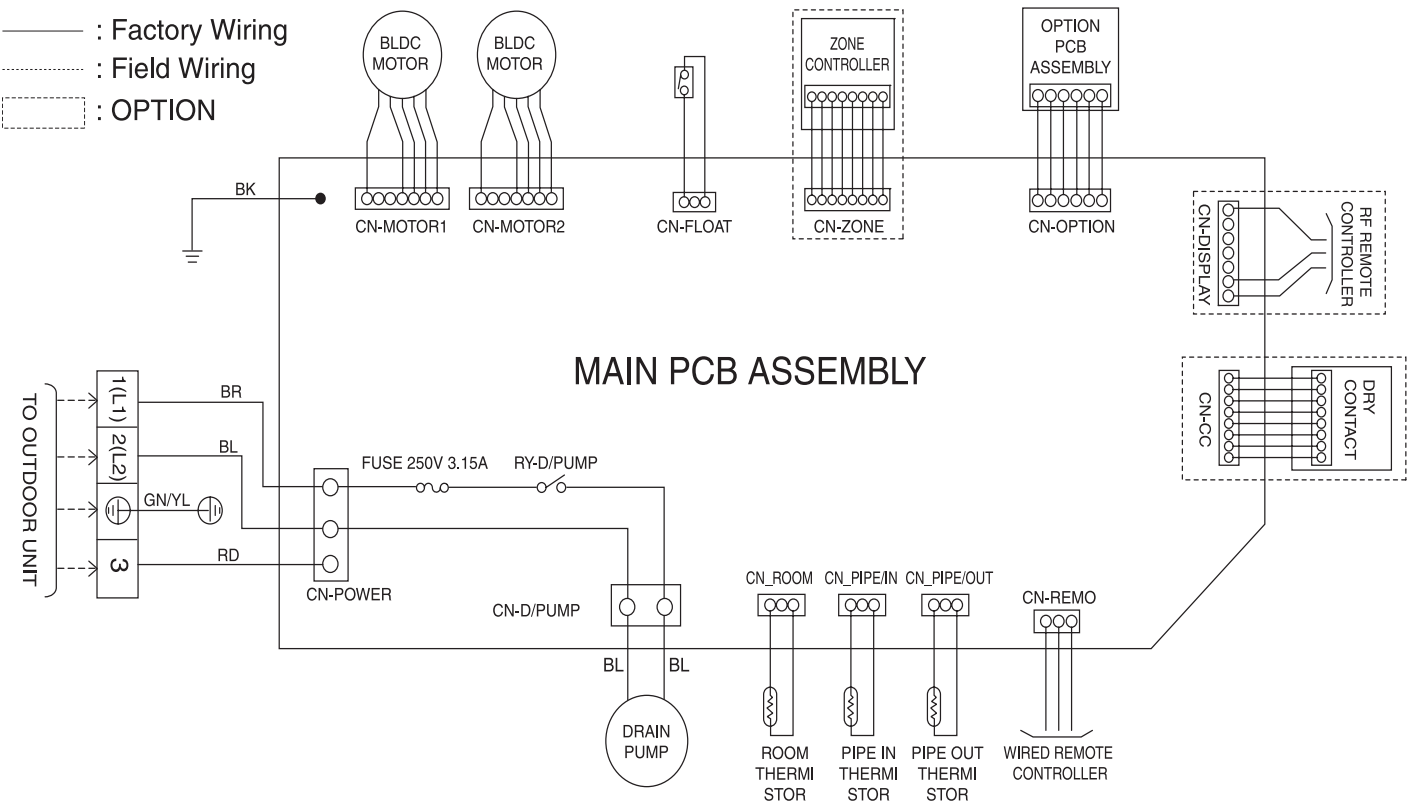 : Factory Wiring
: Field Wiring
: OPTION
BLDC
MOTOR
BLDC
MOTOR
ZONE
CONTROLLER
OPTION
PCB
ASSEMBLY
BK
CN-MOTOR1
CN-MOTOR2
CN-FLOAT
CN-ZONE
CN-OPTION
CN-DISPLAY
RF REMOTE
CONTROLLER
MAIN PCB ASSEMBLY
CN-CC
DRY
CONTACT
TO OUTDOOR UNIT
1(L1)
2(L2)
3
BR
BL
GN/YL
RD
CN-POWER
FUSE 250V 3.15A
RY-D/PUMP
CN-D/PUMP
BL
BL
DRAIN
PUMP
CN_ROOM
CN_PIPE/IN
CN_PIPE/OUT
CN-REMO
ROOM
THERMI
STOR
PIPE IN
THERMI
STOR
PIPE OUT
THERMI
STOR
WIRED REMOTE
CONTROLLER